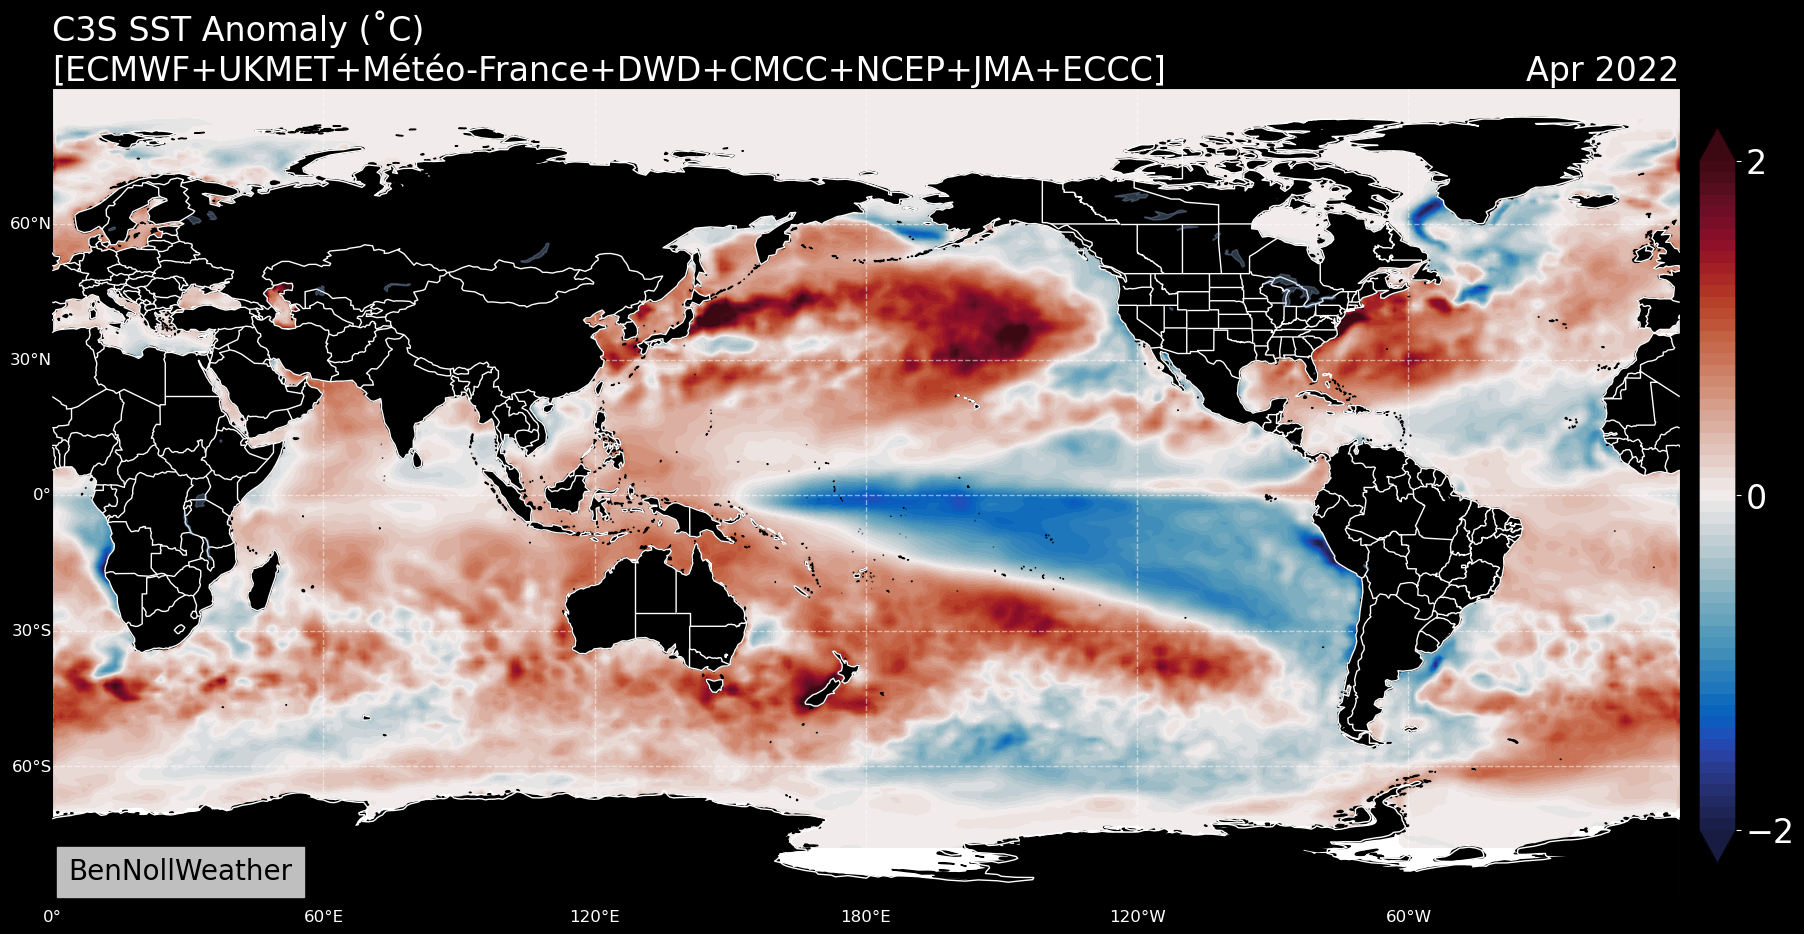 C3S SST Anomaly (˚C)
[ECMWF+UKMET+Météo-France+DWD+CMCC+NCEP+JMA+ECCC]
Apr 2022
2
60°N
30°N
0°
0
30°S
60°S
−2
BenNollWeather
0°
60°E
120°E
180°E
120°W
60°W